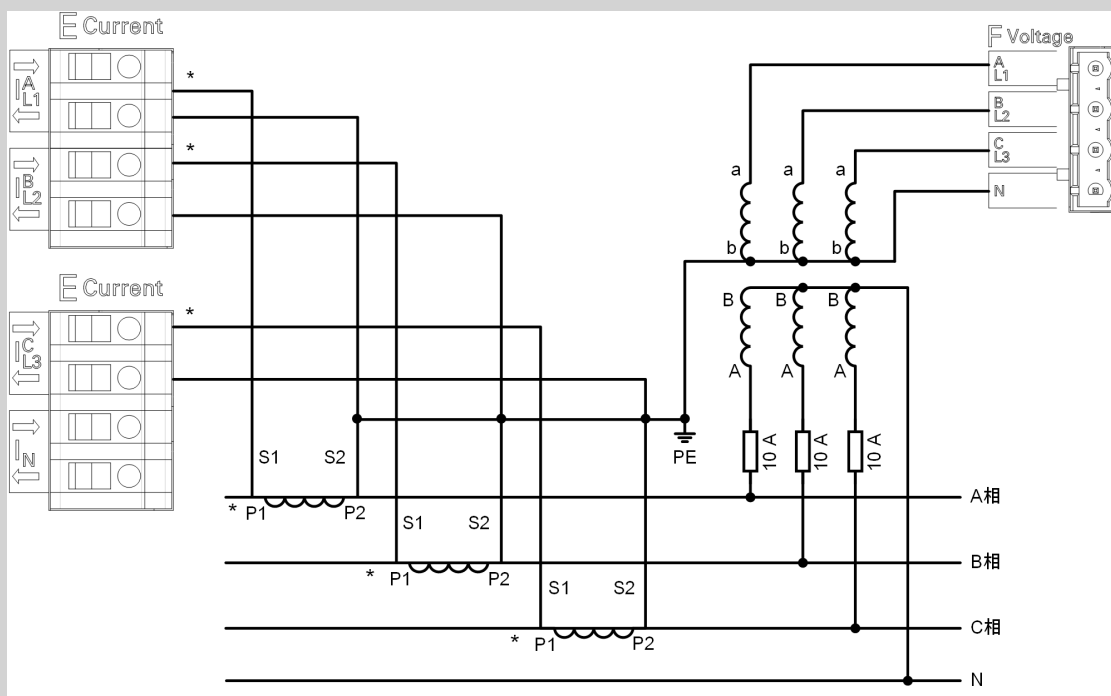 E Current
*
I A L1
*
I B L2
E Current
*
I C L3
I N
F Voltage
A L1
B L2
C L3
N
a a a
b b b
B B B
A A A
10 A 10 A 10 A
PE
S1 S2
* P1 P2
A相
S1 S2
* P1 P2
B相
S1 S2
* P1 P2
C相
N